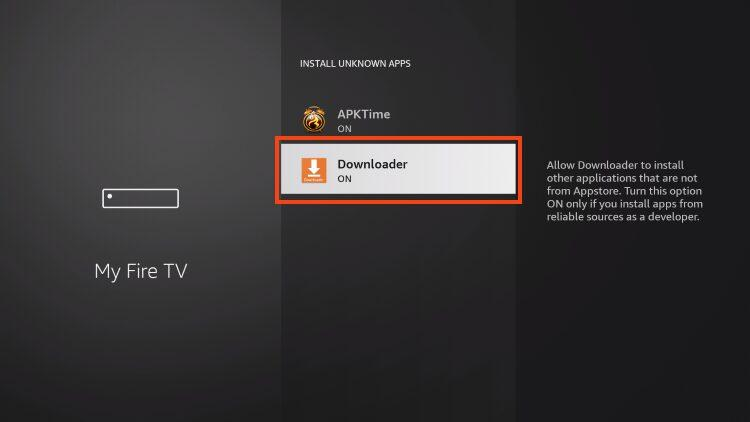 INSTALL UNKNOWN APPS
APKTime
ON
Downloader
Downloader
ON
My Fire TV
Allow Downloader to install
other applications that are not
from Appstore. Turn this option
ON only if you install apps from
reliable sources as a developer.